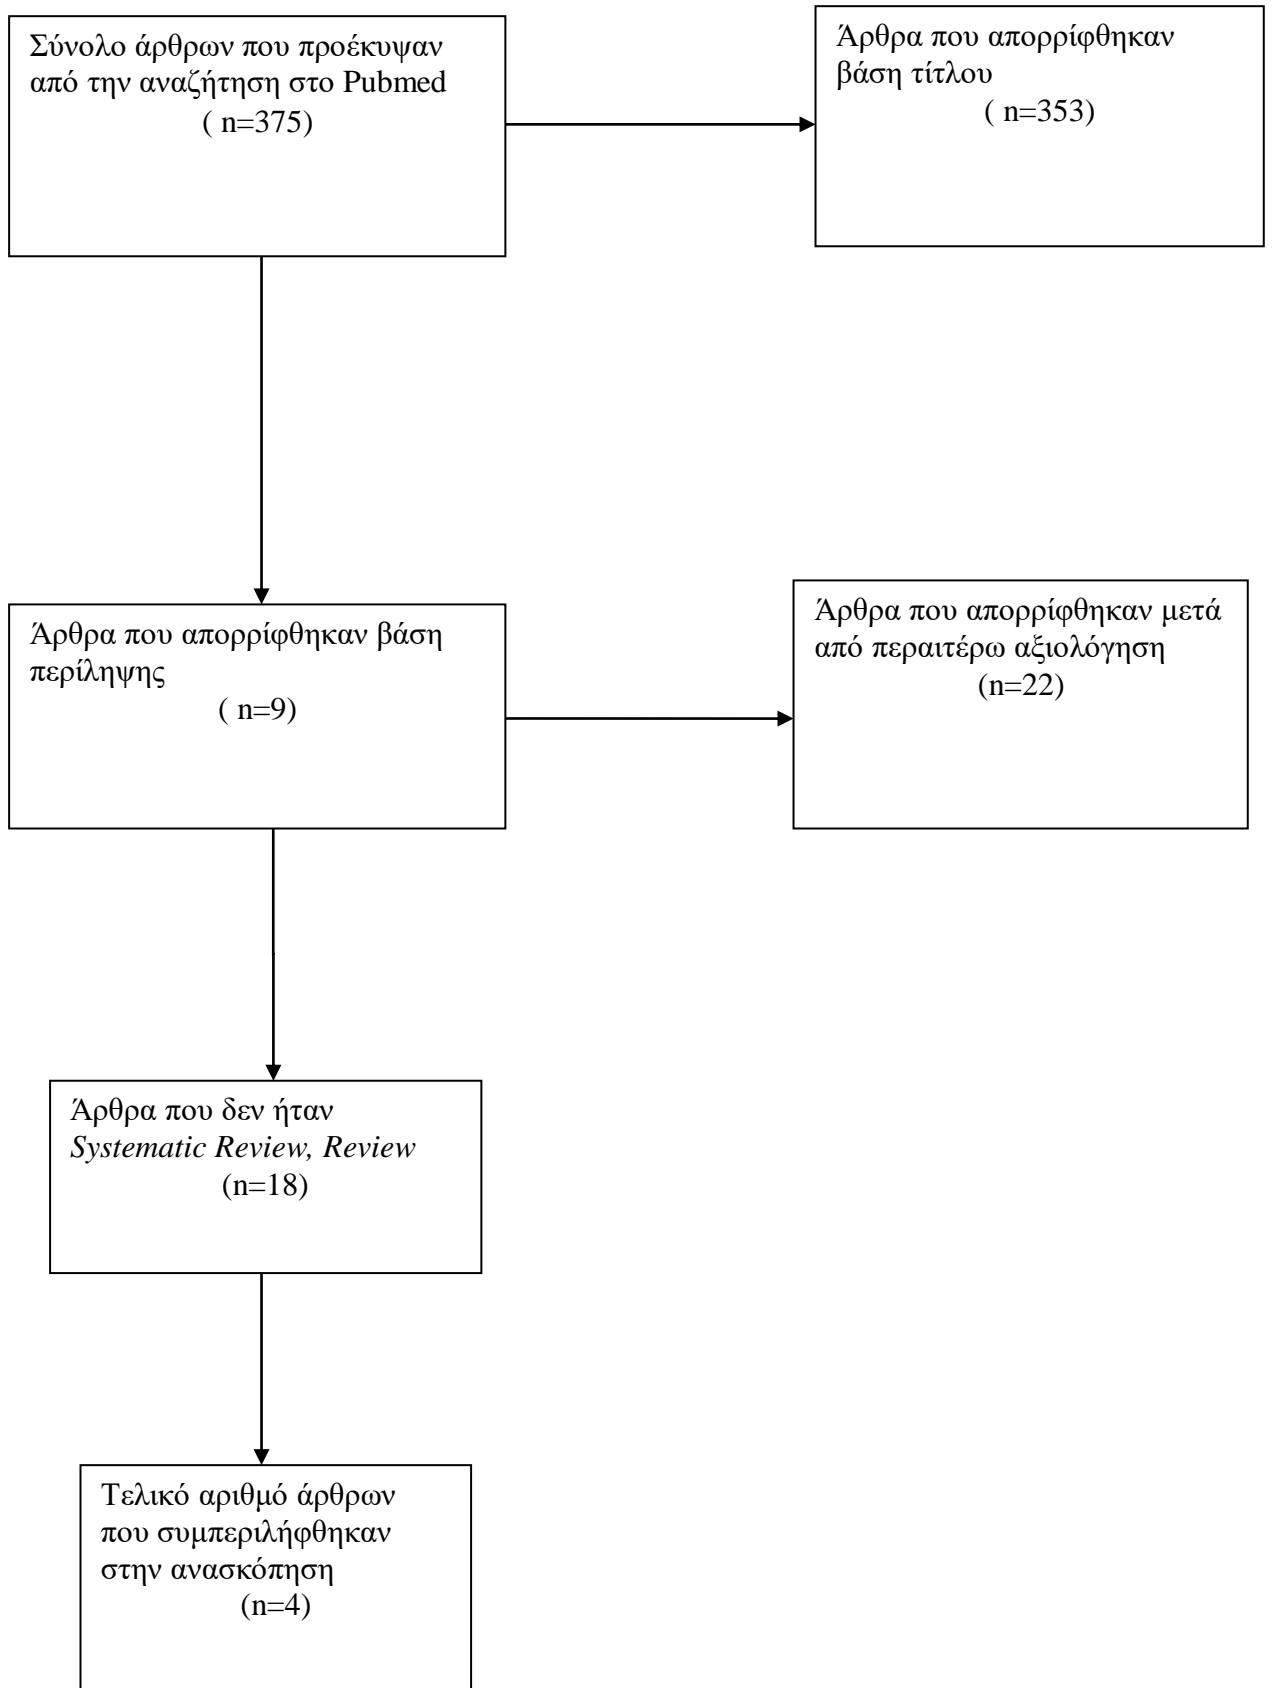 Σύνολο άρθρων που προέκυψαν
από την αναζήτηση στο Pubmed
( n=375)
Άρθρα που απορρίφθηκαν
βάση τίτλου
( n=353)
Άρθρα που απορρίφθηκαν βάση
περίληψης
( n=9)
Άρθρα που απορρίφθηκαν μετά
από περαιτέρω αξιολόγηση
(n=22)
Άρθρα που δεν ήταν
Systematic Review, Review
(n=18)
Τελικό αριθμό άρθρων
που συμπεριλήφθηκαν
στην ανασκόπηση
(n=4)